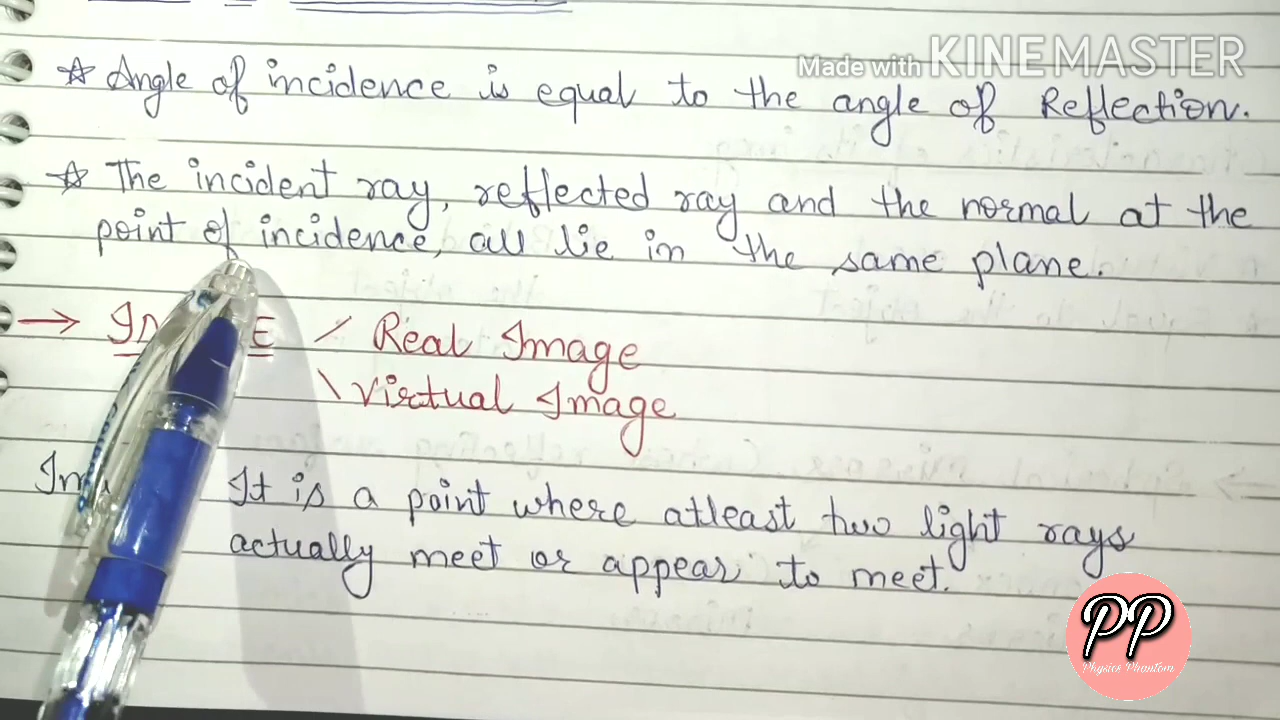 Made with KINEMASTER
☆ Angle of incidence is equal to the angle of Reflection.
☆ The incident ray, reflected ray and the normal at the
point of incidence, all lie in the same plane.
→ / Real Image
\ Virtual Image
It is a point where atleast two light rays
actually meet or appear to meet.
PP
Physics Phantom